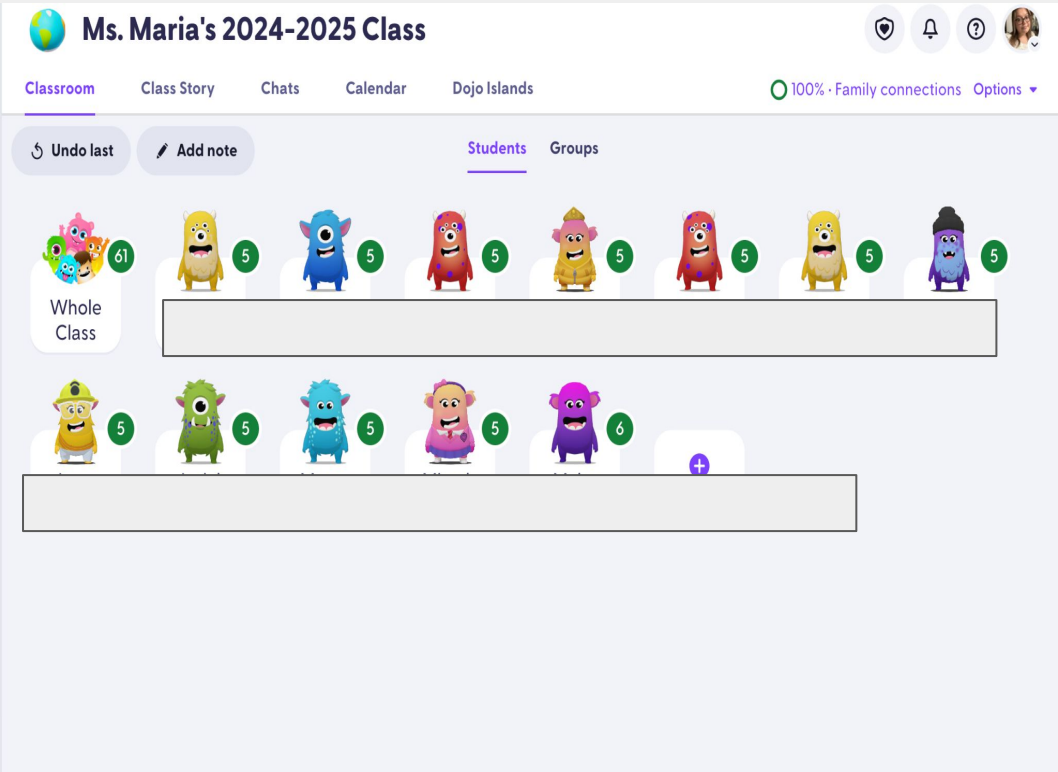 Ms. Maria's 2024-2025 Class
Classroom Class Story Chats Calendar Dojo Islands 100% · Family connections Options
Undo last Add note Students Groups
61 5 5 5 5 5 5 5
Whole
Class
5 5 5 5 6